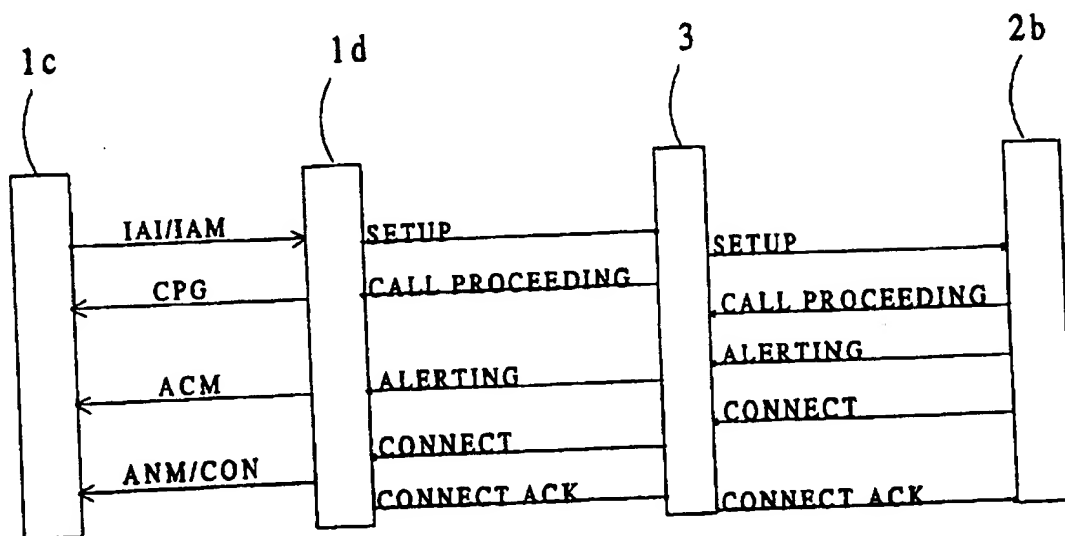 1c
1d
3
2b
IAI/IAM
SETUP
SETUP
CPG
CALL PROCEEDING
CALL PROCEEDING
ALERTING
ACM
ALERTING
CONNECT
CONNECT
ANM/CON
CONNECT ACK
CONNECT ACK